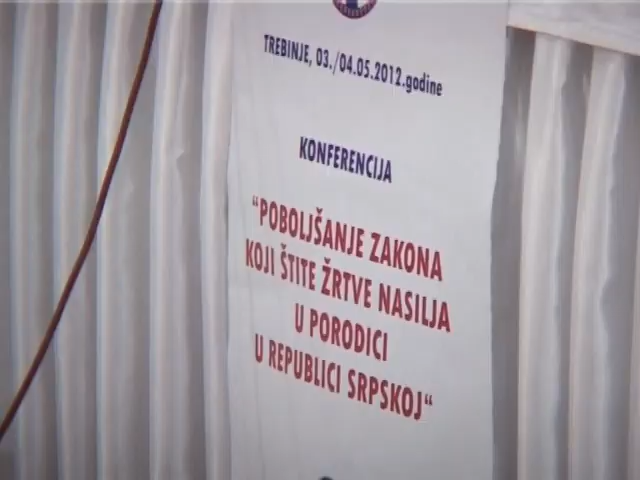 TREBINJE, 03./04.05.2012.godine
KONFERENCIJA
“POBOLJŠANJE ZAKONA
KOJI ŠTITE ŽRTVE NASILJA
U PORODICI
U REPUBLICI SRPSKOJ“